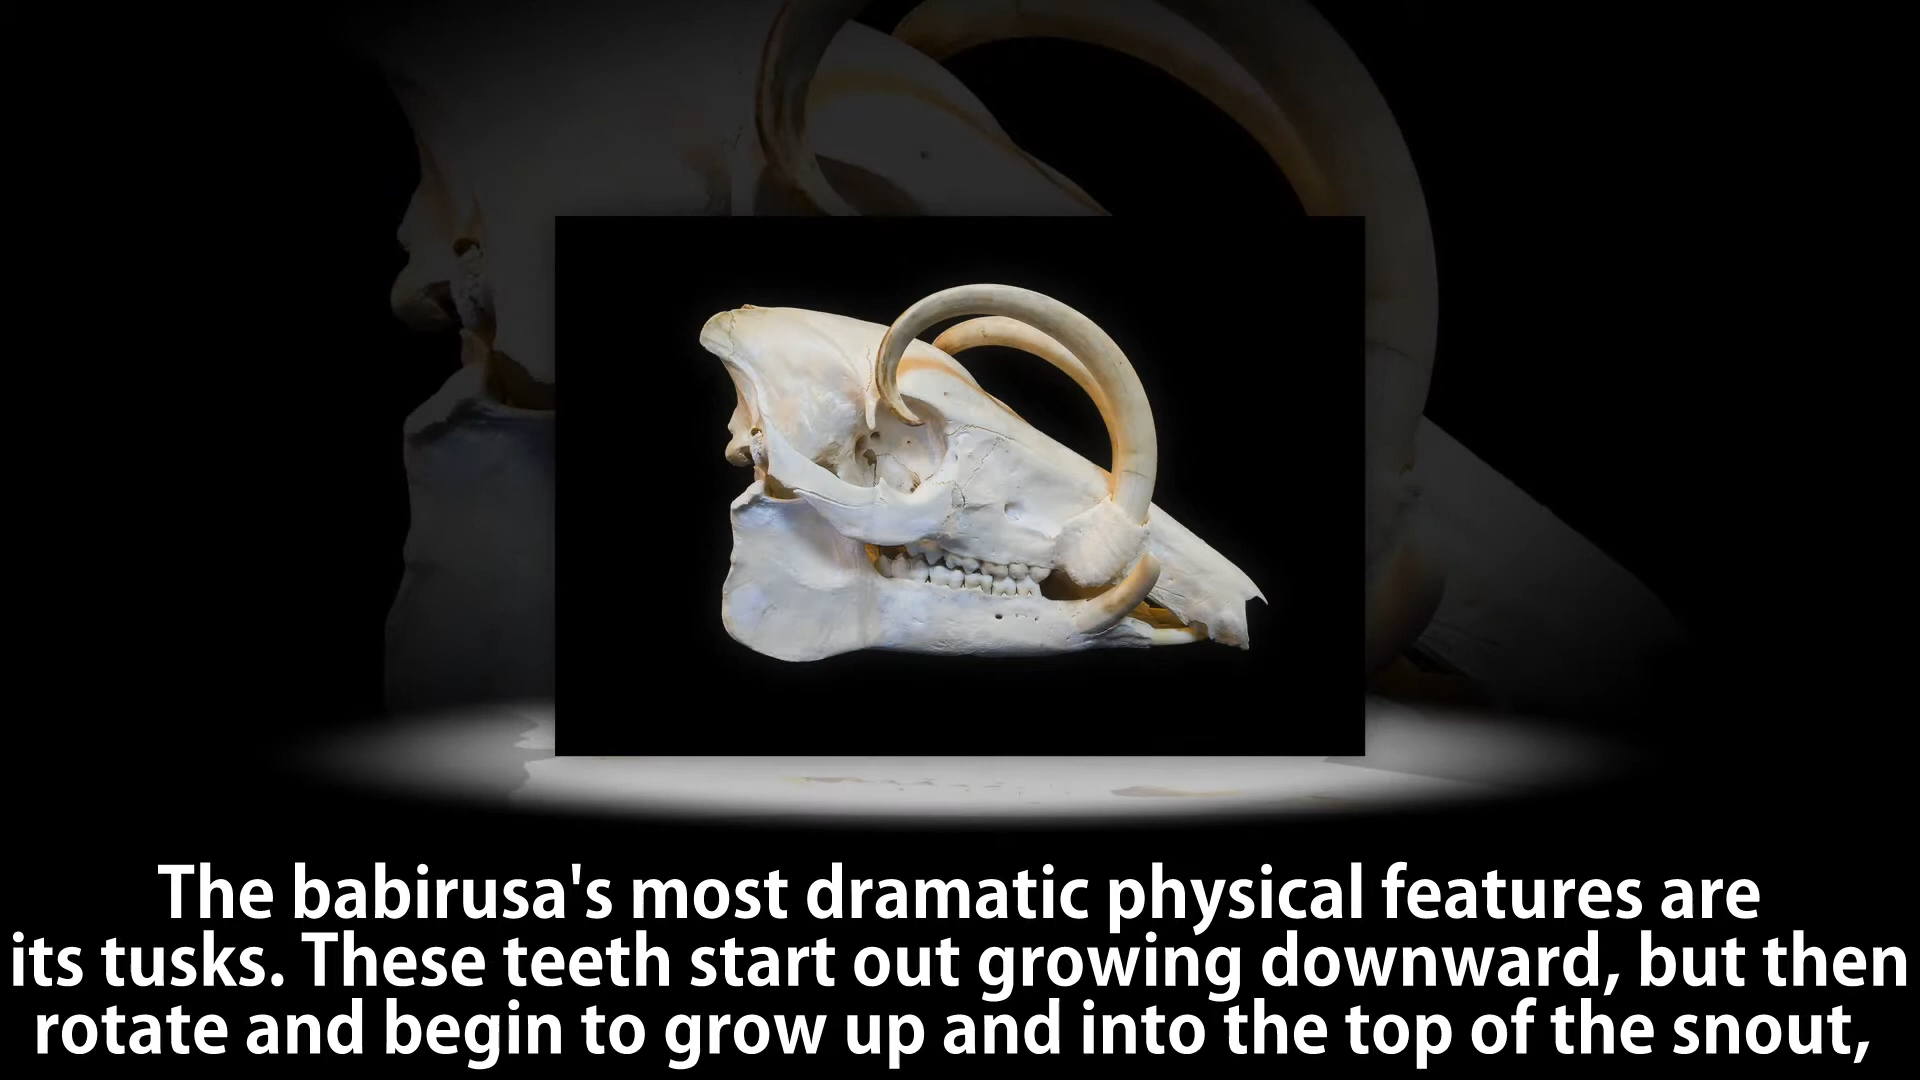 The babirusa's most dramatic physical features are
its tusks. These teeth start out growing downward, but then
rotate and begin to grow up and into the top of the snout,